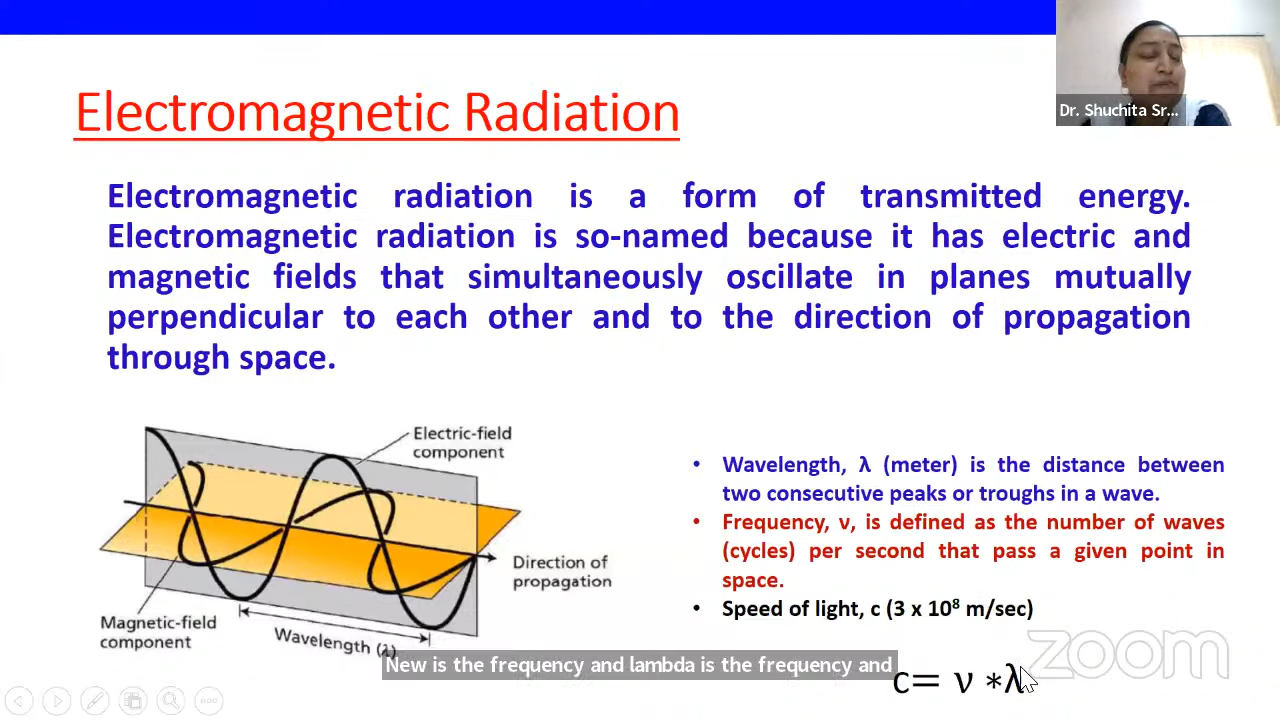 Electromagnetic Radiation
Dr. Shuchita Sr...
Electromagnetic radiation is a form of transmitted energy.
Electromagnetic radiation is so-named because it has electric and
magnetic fields that simultaneously oscillate in planes mutually
perpendicular to each other and to the direction of propagation
through space.
Electric-field
component
Direction of
propagation
Magnetic-field
component
Wavelength (λ)
• Wavelength, λ (meter) is the distance between
two consecutive peaks or troughs in a wave.
• Frequency, ν, is defined as the number of waves
(cycles) per second that pass a given point in
space.
• Speed of light, c (3 x 10⁸ m/sec)
c= ν *λ
zoom
New is the frequency and lambda is the frequency and